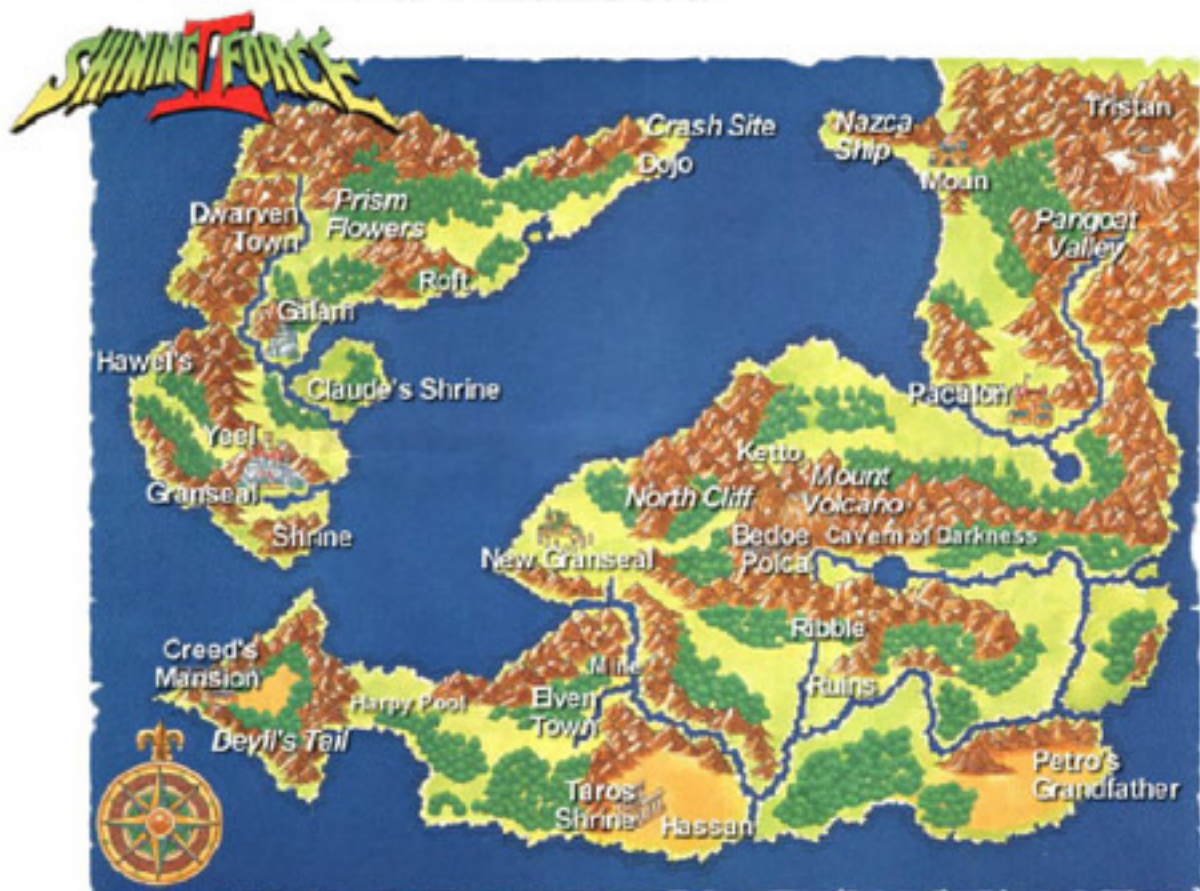 SHINING FORCE
II
Crash Site
Dojo
Nazca
Ship
Tristan
Moun
Dwarven
Town
Prism
Flowers
Pangoat
Valley
Roft
Galam
Hawel's
Claude's Shrine
Pacalon
Yeel
Ketto
Granseal
North Cliff
Mount
Volcano
Shrine
New Granseal
Bedoe
Polca
Cavern of Darkness
Ribble
Creed's
Mansion
Mine
Harpy Pool
Elven
Town
Ruins
Devil's Tail
Taros
Shrine
Hassan
Petro's
Grandfather